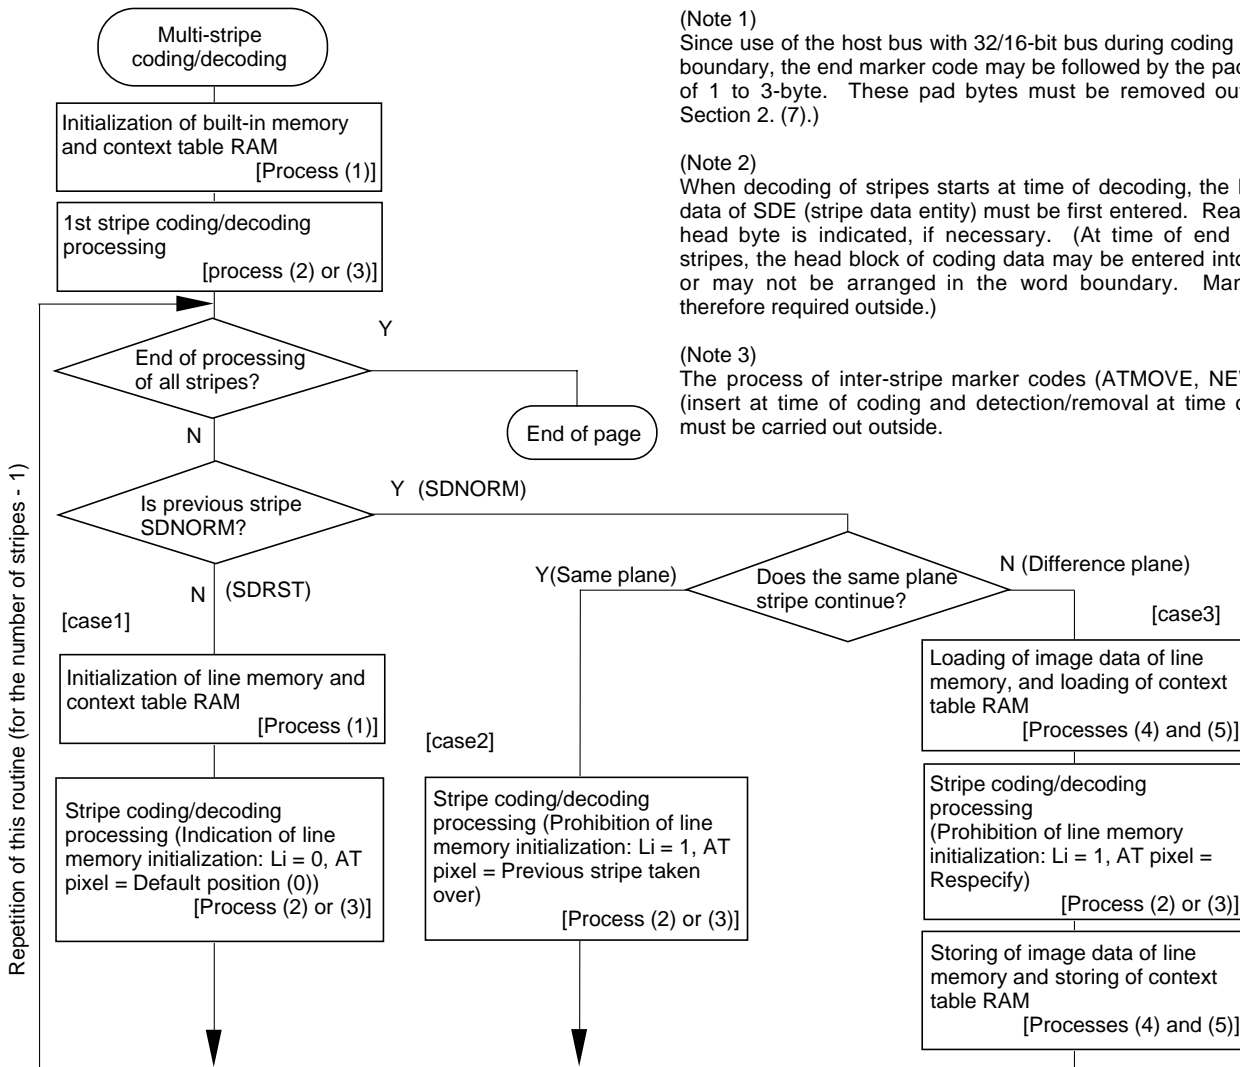 Multi-stripe
coding/decoding
Initialization of built-in memory
and context table RAM
[Process (1)]
1st stripe coding/decoding
processing
[process (2) or (3)]
End of processing
of all stripes?
Y
End of page
N
Is previous stripe
SDNORM?
Y (SDNORM)
N (SDRST)
Does the same plane
stripe continue?
Y(Same plane)
N (Difference plane)
[case1]
Initialization of line memory and
context table RAM
[Process (1)]
Stripe coding/decoding
processing (Indication of line
memory initialization: Li = 0, AT
pixel = Default position (0))
[Process (2) or (3)]
[case2]
Stripe coding/decoding
processing (Prohibition of line
memory initialization: Li = 1, AT
pixel = Previous stripe taken
over)
[Process (2) or (3)]
[case3]
Loading of image data of line
memory, and loading of context
table RAM
[Processes (4) and (5)]
Stripe coding/decoding
processing
(Prohibition of line memory
initialization: Li = 1, AT pixel =
Respecify)
[Process (2) or (3)]
Storing of image data of line
memory and storing of context
table RAM
[Processes (4) and (5)]
Repetition of this routine (for the number of stripes - 1)
(Note 1)
Since use of the host bus with 32/16-bit bus during coding
boundary, the end marker code may be followed by the
of 1 to 3-byte. These pad bytes must be removed
Section 2. (7).)
(Note 2)
When decoding of stripes starts at time of decoding, the
data of SDE (stripe data entity) must be first entered.
head byte is indicated, if necessary. (At time of end
stripes, the head block of coding data may be entered
or may not be arranged in the word boundary.
therefore required outside.)
(Note 3)
The process of inter-stripe marker codes (ATMOVE,
(insert at time of coding and detection/removal at time
must be carried out outside.